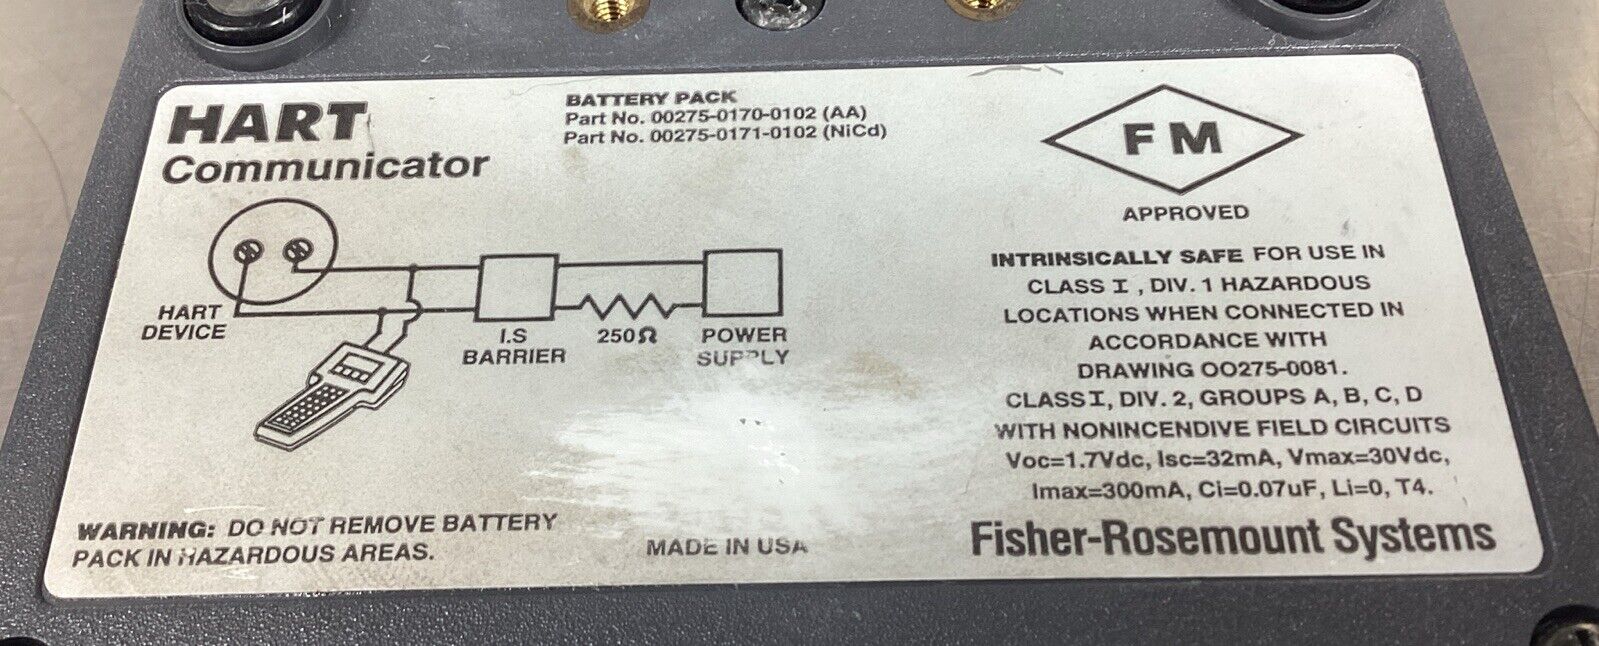 HART
Communicator
BATTERY PACK
Part No. 00275-0170-0102 (AA)
Part No. 00275-0171-0102 (NiCd)
HART
DEVICE
I.S
BARRIER
250Ω
POWER
SUPPLY
WARNING: DO NOT REMOVE BATTERY
PACK IN HAZARDOUS AREAS.
MADE IN USA
FM
APPROVED
INTRINSICALLY SAFE FOR USE IN
CLASS I , DIV. 1 HAZARDOUS
LOCATIONS WHEN CONNECTED IN
ACCORDANCE WITH
DRAWING OO275-0081.
CLASS I, DIV. 2, GROUPS A, B, C, D
WITH NONINCENDIVE FIELD CIRCUITS
Voc=1.7Vdc, Isc=32mA, Vmax=30Vdc,
Imax=300mA, Ci=0.07uF, Li=0, T4.
Fisher-Rosemount Systems